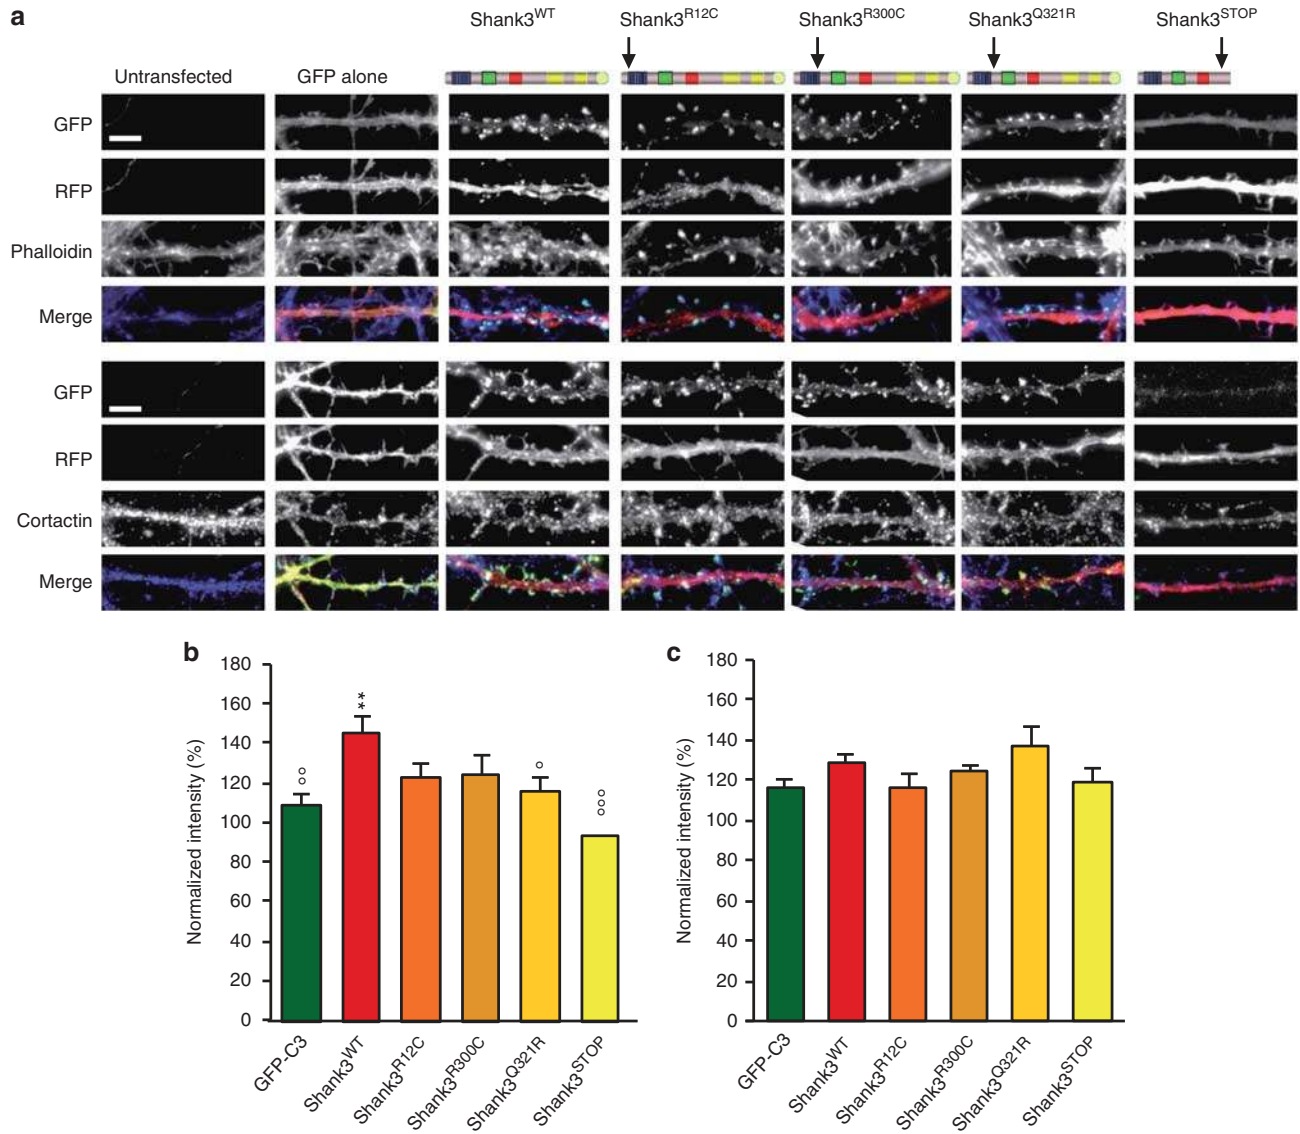 a
Shank3WT Shank3R12C Shank3R300C Shank3Q321R Shank3STOP
Untransfected GFP alone
GFP
RFP
Phalloidin
Merge
GFP
RFP
Cortactin
Merge
b
180
160
140
120
100
80
60
40
20
0
Normalized intensity (%)
**
°°
°
°°°
GFP-C3
Shank3WT
Shank3R12C
Shank3R300C
Shank3Q321R
Shank3STOP
c
180
160
140
120
100
80
60
40
20
0
Normalized intensity (%)
GFP-C3
Shank3WT
Shank3R12C
Shank3R300C
Shank3Q321R
Shank3STOP